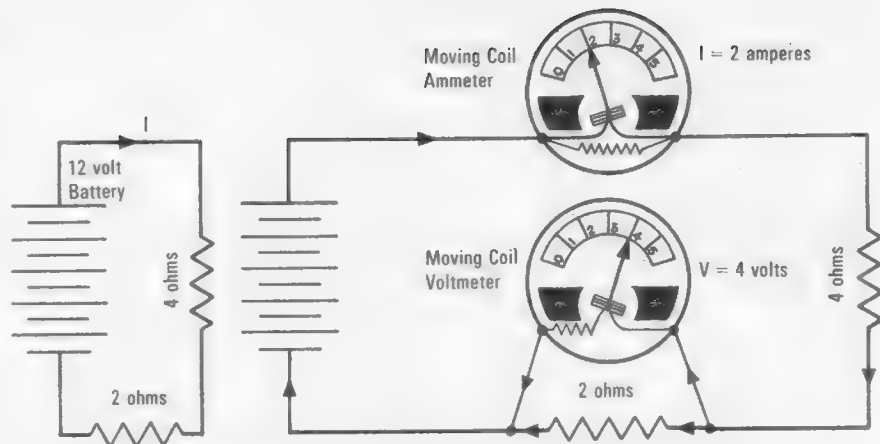 I
12 volt
Battery
4 ohms
2 ohms
Moving Coil
Ammeter
0 1 2 3 4 5
I = 2 amperes
Moving Coil
Voltmeter
0 1 2 3 4 5
V = 4 volts
4 ohms
2 ohms